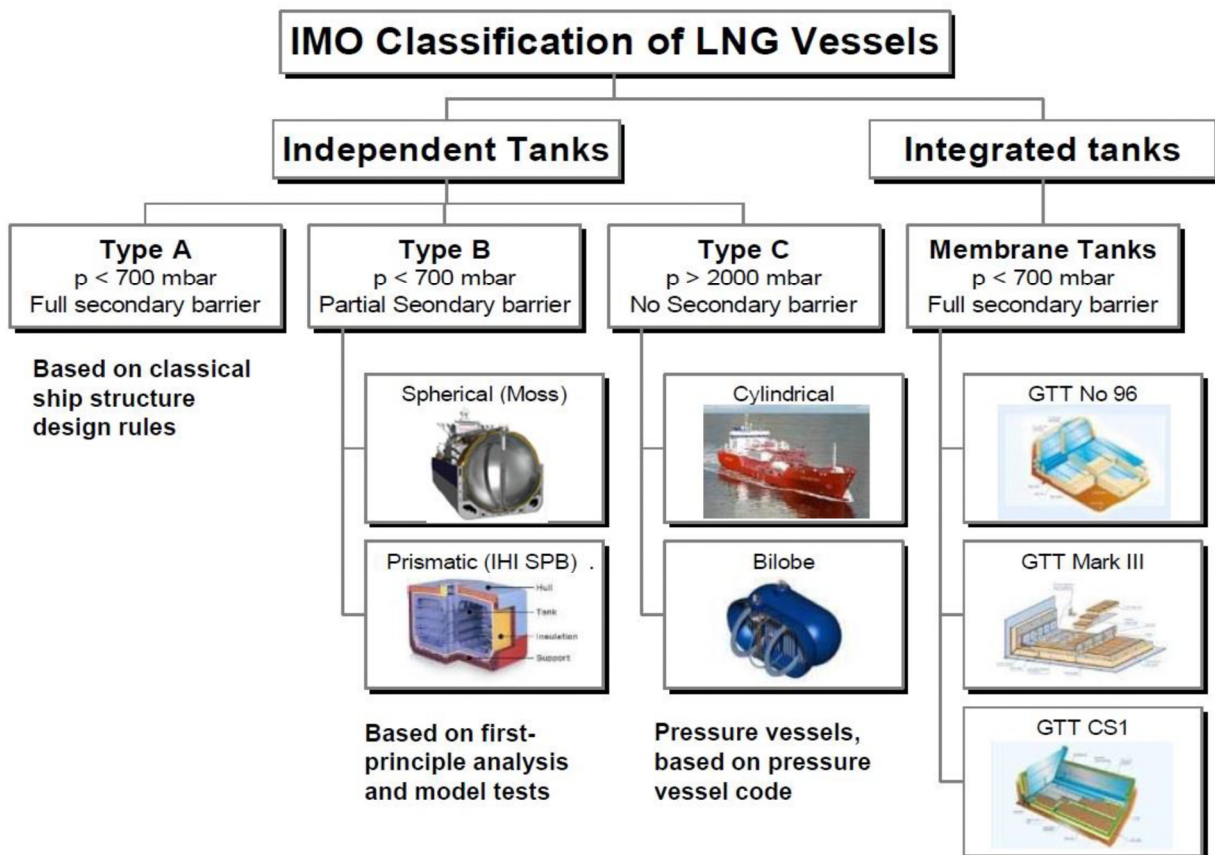 IMO Classification of LNG Vessels
Independent Tanks
Integrated tanks
Type A
p < 700 mbar
Full secondary barrier
Type B
p < 700 mbar
Partial Seondary barrier
Type C
p > 2000 mbar
No Secondary barrier
Membrane Tanks
p < 700 mbar
Full secondary barrier
Based on classical
ship structure
design rules
Spherical (Moss)
Prismatic (IHI SPB) .
Hull
Tank
Insulation
Support
Based on first-
principle analysis
and model tests
Cylindrical
Bilobe
Pressure vessels,
based on pressure
vessel code
GTT No 96
GTT Mark III
GTT CS1